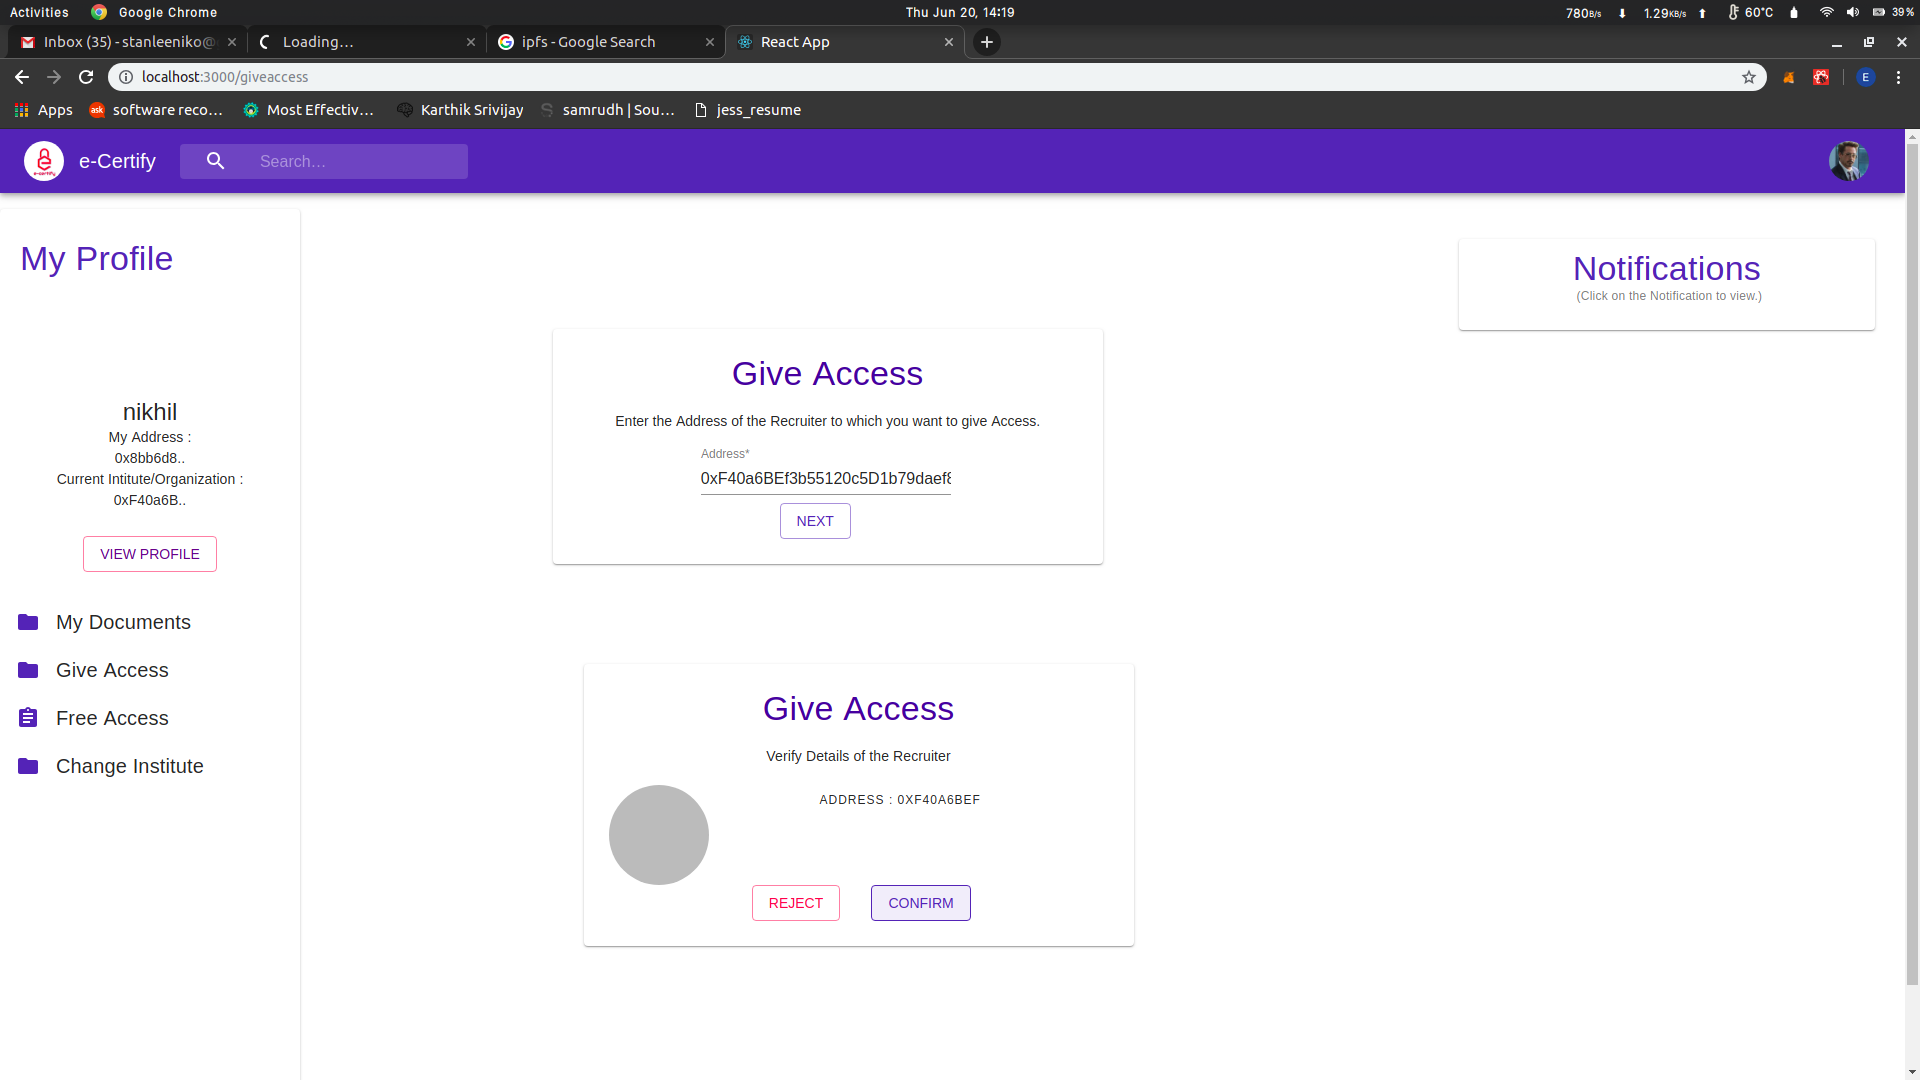 Activities Google Chrome Thu Jun 20, 14:19 780B/s 1.29KB/s 60°C 39%
Inbox (35) - stanleeniko@ Loading... ipfs - Google Search React App
localhost:3000/giveaccess E
Apps software reco... Most Effectiv... Karthik Srivijay samrudh | Sou... jess_resume
e-Certify Search...
My Profile
nikhil
My Address :
0x8bb6d8..
Current Intitute/Organization :
0xF40a6B..
VIEW PROFILE
My Documents
Give Access
Free Access
Change Institute
Give Access
Enter the Address of the Recruiter to which you want to give Access.
Address*
0xF40a6BEf3b55120c5D1b79daef8
NEXT
Give Access
Verify Details of the Recruiter
ADDRESS : 0XF40A6BEF
REJECT CONFIRM
Notifications
(Click on the Notification to view.)